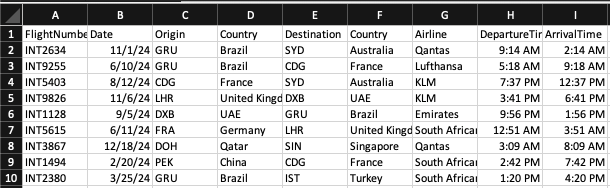 A B C D E F G H I
1 FlightNumbe Date Origin Country Destination Country Airline DepartureTim ArrivalTime
2 INT2634 11/1/24 GRU Brazil SYD Australia Qantas 9:14 AM 2:14 AM
3 INT9255 6/10/24 GRU Brazil CDG France Lufthansa 5:18 AM 9:18 AM
4 INT5403 8/12/24 CDG France SYD Australia KLM 7:37 PM 12:37 PM
5 INT9826 11/6/24 LHR United Kingd DXB UAE KLM 3:41 PM 6:41 PM
6 INT1128 9/5/24 DXB UAE GRU Brazil Emirates 9:56 PM 1:56 PM
7 INT5615 6/11/24 FRA Germany LHR United Kingd South Africa 12:51 AM 3:51 AM
8 INT3867 12/18/24 DOH Qatar SIN Singapore Qantas 3:09 AM 8:09 AM
9 INT1494 2/20/24 PEK China CDG France South Africa 2:42 PM 7:42 PM
10 INT2380 3/25/24 GRU Brazil IST Turkey South Africa 1:20 PM 4:20 PM